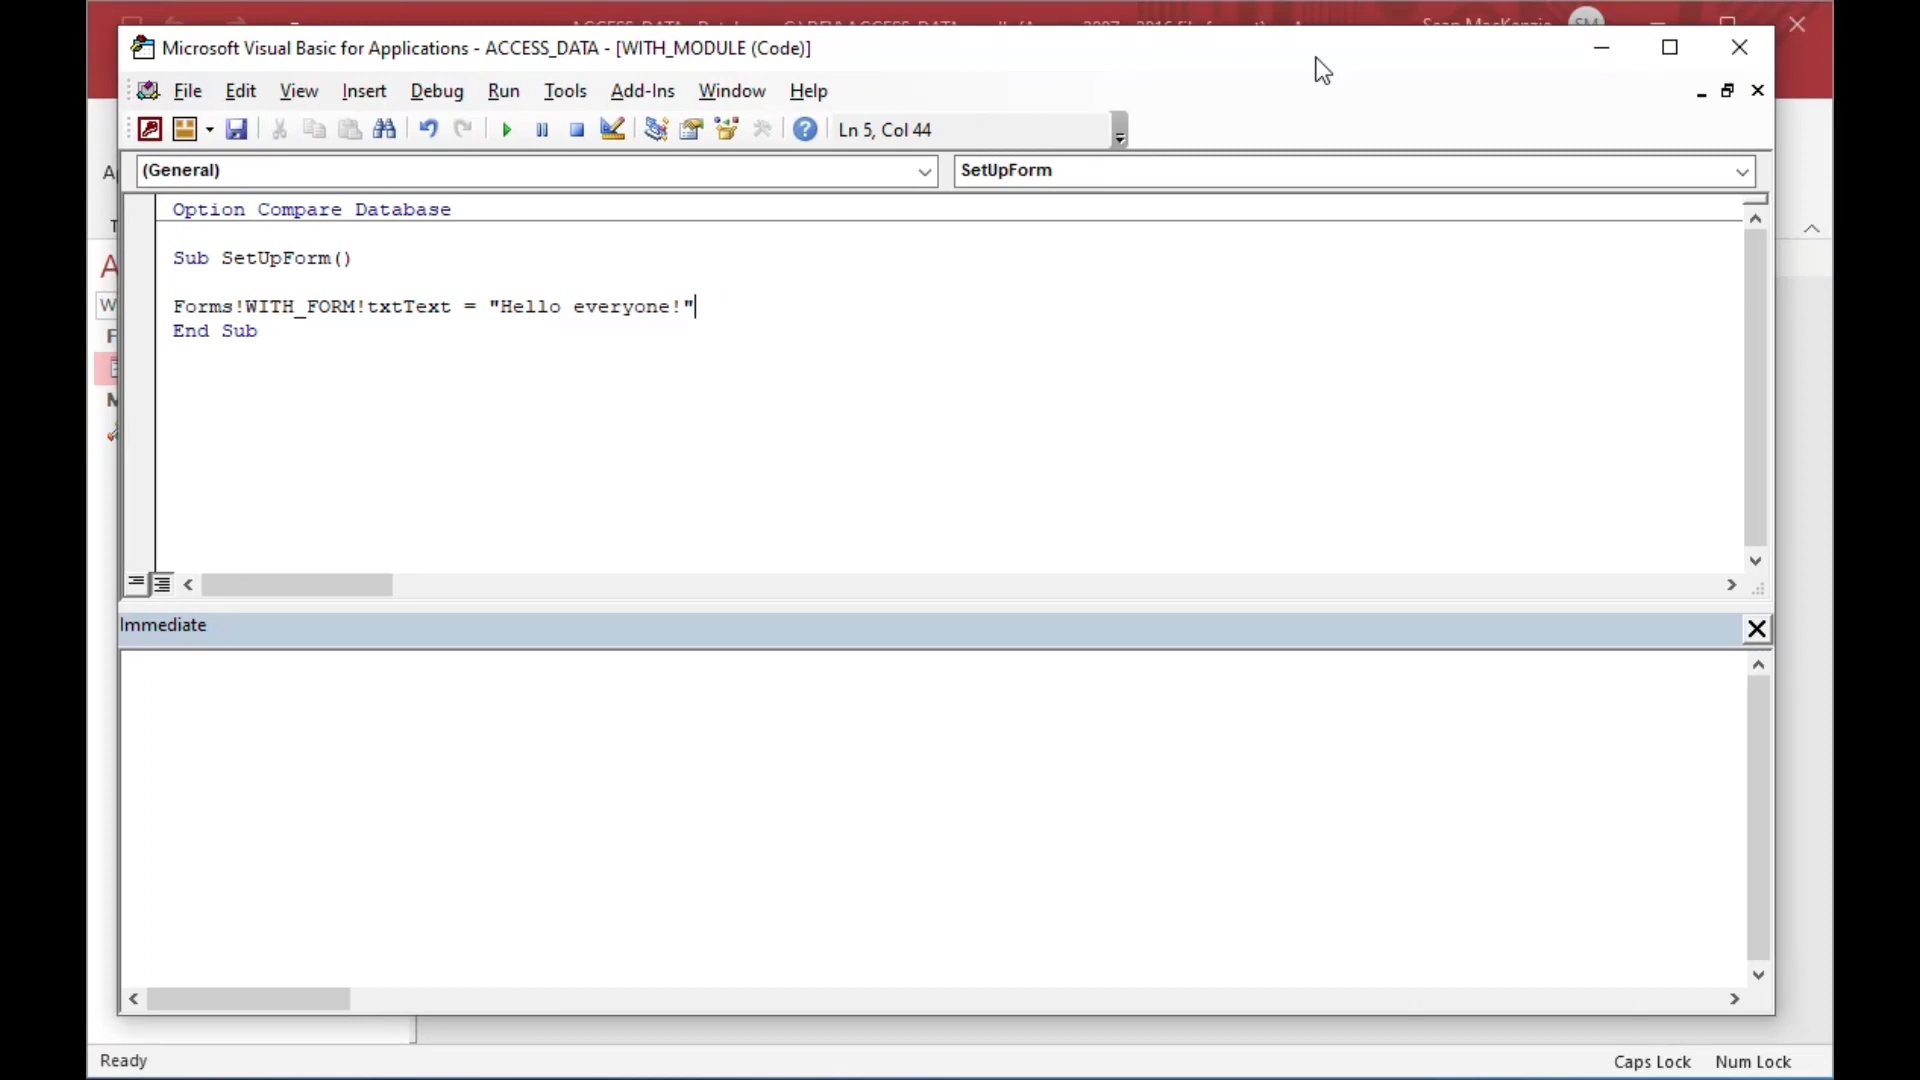 Microsoft Visual Basic for Applications - ACCESS_DATA - [WITH_MODULE (Code)]
File Edit View Insert Debug Run Tools Add-Ins Window Help
Ln 5, Col 44
(General)
SetUpForm
Option Compare Database
Sub SetUpForm()
Forms!WITH_FORM!txtText = "Hello everyone!"
End Sub
Immediate
Ready
Caps Lock Num Lock